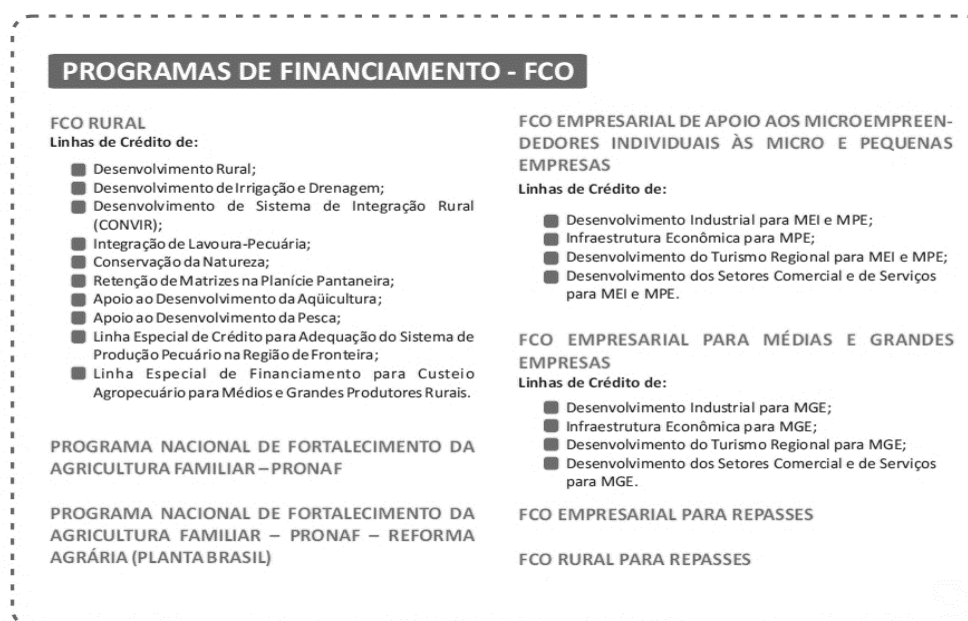 PROGRAMAS DE FINANCIAMENTO - FCO
FCO RURAL
Linhas de Crédito de:
Desenvolvimento Rural;
Desenvolvimento de Irrigação e Drenagem;
Desenvolvimento de Sistema de Integração Rural
(CONVIR);
Integração de Lavoura-Pecuária;
Conservação da Natureza;
Retenção de Matrizes na Planície Pantaneira;
Apoio ao Desenvolvimento da Aqüicultura;
Apoio ao Desenvolvimento da Pesca;
Linha Especial de Crédito para Adequação do Sistema de
Produção Pecuário na Região de Fronteira;
Linha Especial de Financiamento para Custeio
Agropecuário para Médios e Grandes Produtores Rurais.
PROGRAMA NACIONAL DE FORTALECIMENTO DA
AGRICULTURA FAMILIAR – PRONAF
PROGRAMA NACIONAL DE FORTALECIMENTO DA
AGRICULTURA FAMILIAR – PRONAF – REFORMA
AGRÁRIA (PLANTA BRASIL)
FCO EMPRESARIAL DE APOIO AOS MICROEMPREEN-
DEDORES INDIVIDUAIS ÀS MICRO E PEQUENAS
EMPRESAS
Linhas de Crédito de:
Desenvolvimento Industrial para MEI e MPE;
Infraestrutura Econômica para MPE;
Desenvolvimento do Turismo Regional para MEI e MPE;
Desenvolvimento dos Setores Comercial e de Serviços
para MEI e MPE.
FCO EMPRESARIAL PARA MÉDIAS E GRANDES
EMPRESAS
Linhas de Crédito de:
Desenvolvimento Industrial para MGE;
Infraestrutura Econômica para MGE;
Desenvolvimento do Turismo Regional para MGE;
Desenvolvimento dos Setores Comercial e de Serviços
para MGE.
FCO EMPRESARIAL PARA REPASSES
FCO RURAL PARA REPASSES